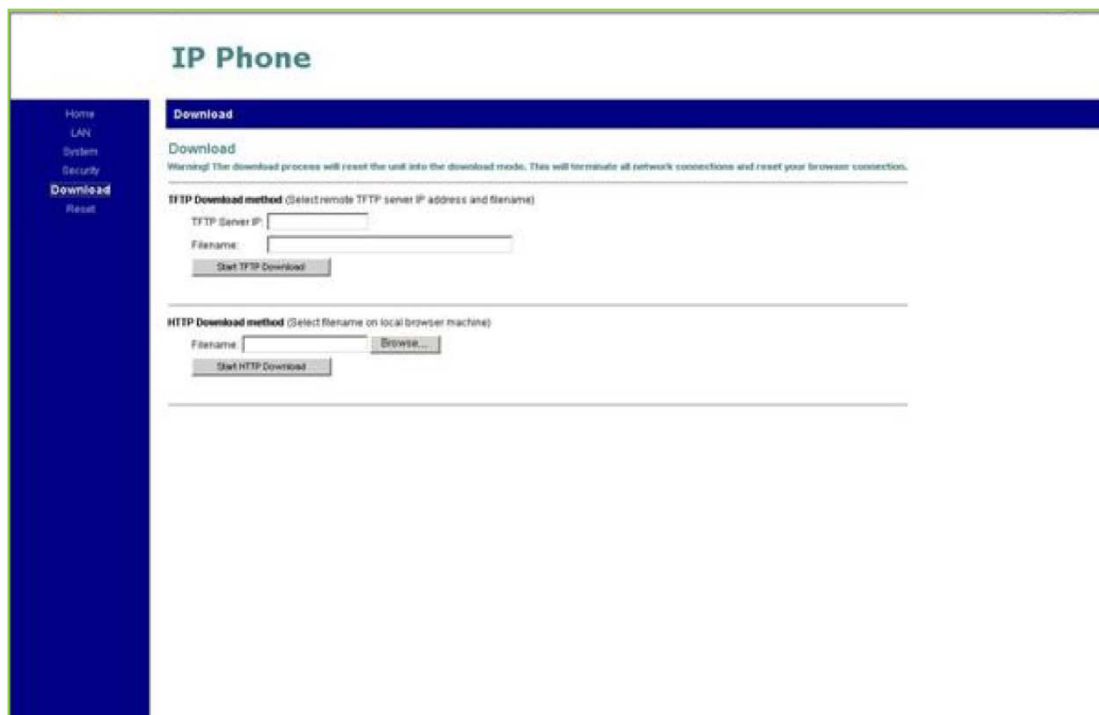 IP Phone
Home
LAN
System
Security
Download
Reset
Download
Download
Warning! The download process will reset the unit into the download mode. This will terminate all network connections and reset your browser connection.
TFTP Download method (Select remote TFTP server IP address and filename)
TFTP Server IP:
Filename:
Start TFTP Download
HTTP Download method (Select filename on local browser machine)
Filename: Browse...
Start HTTP Download